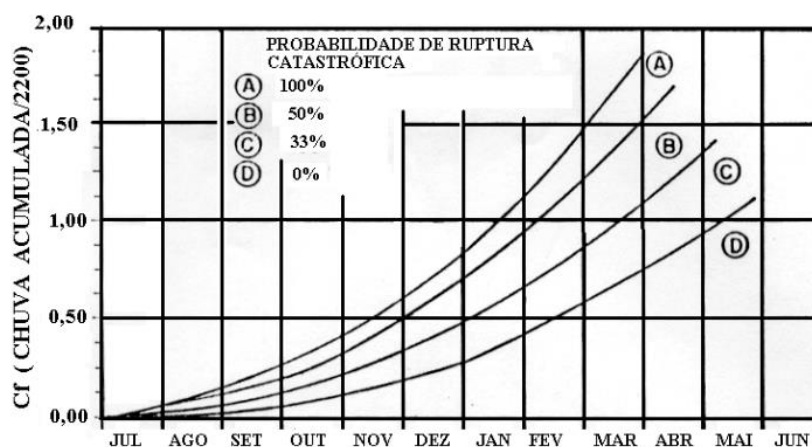 2,00
PROBABILIDADE DE RUPTURA
CATASTRÓFICA
A 100%
B 50%
C 33%
D 0%
A
1,50
B
C
1,00
D
0,50
0,00
Cf ( CHUVA ACUMULADA/2200)
JUL AGO SET OUT NOV DEZ JAN FEV MAR ABR MAI JUN